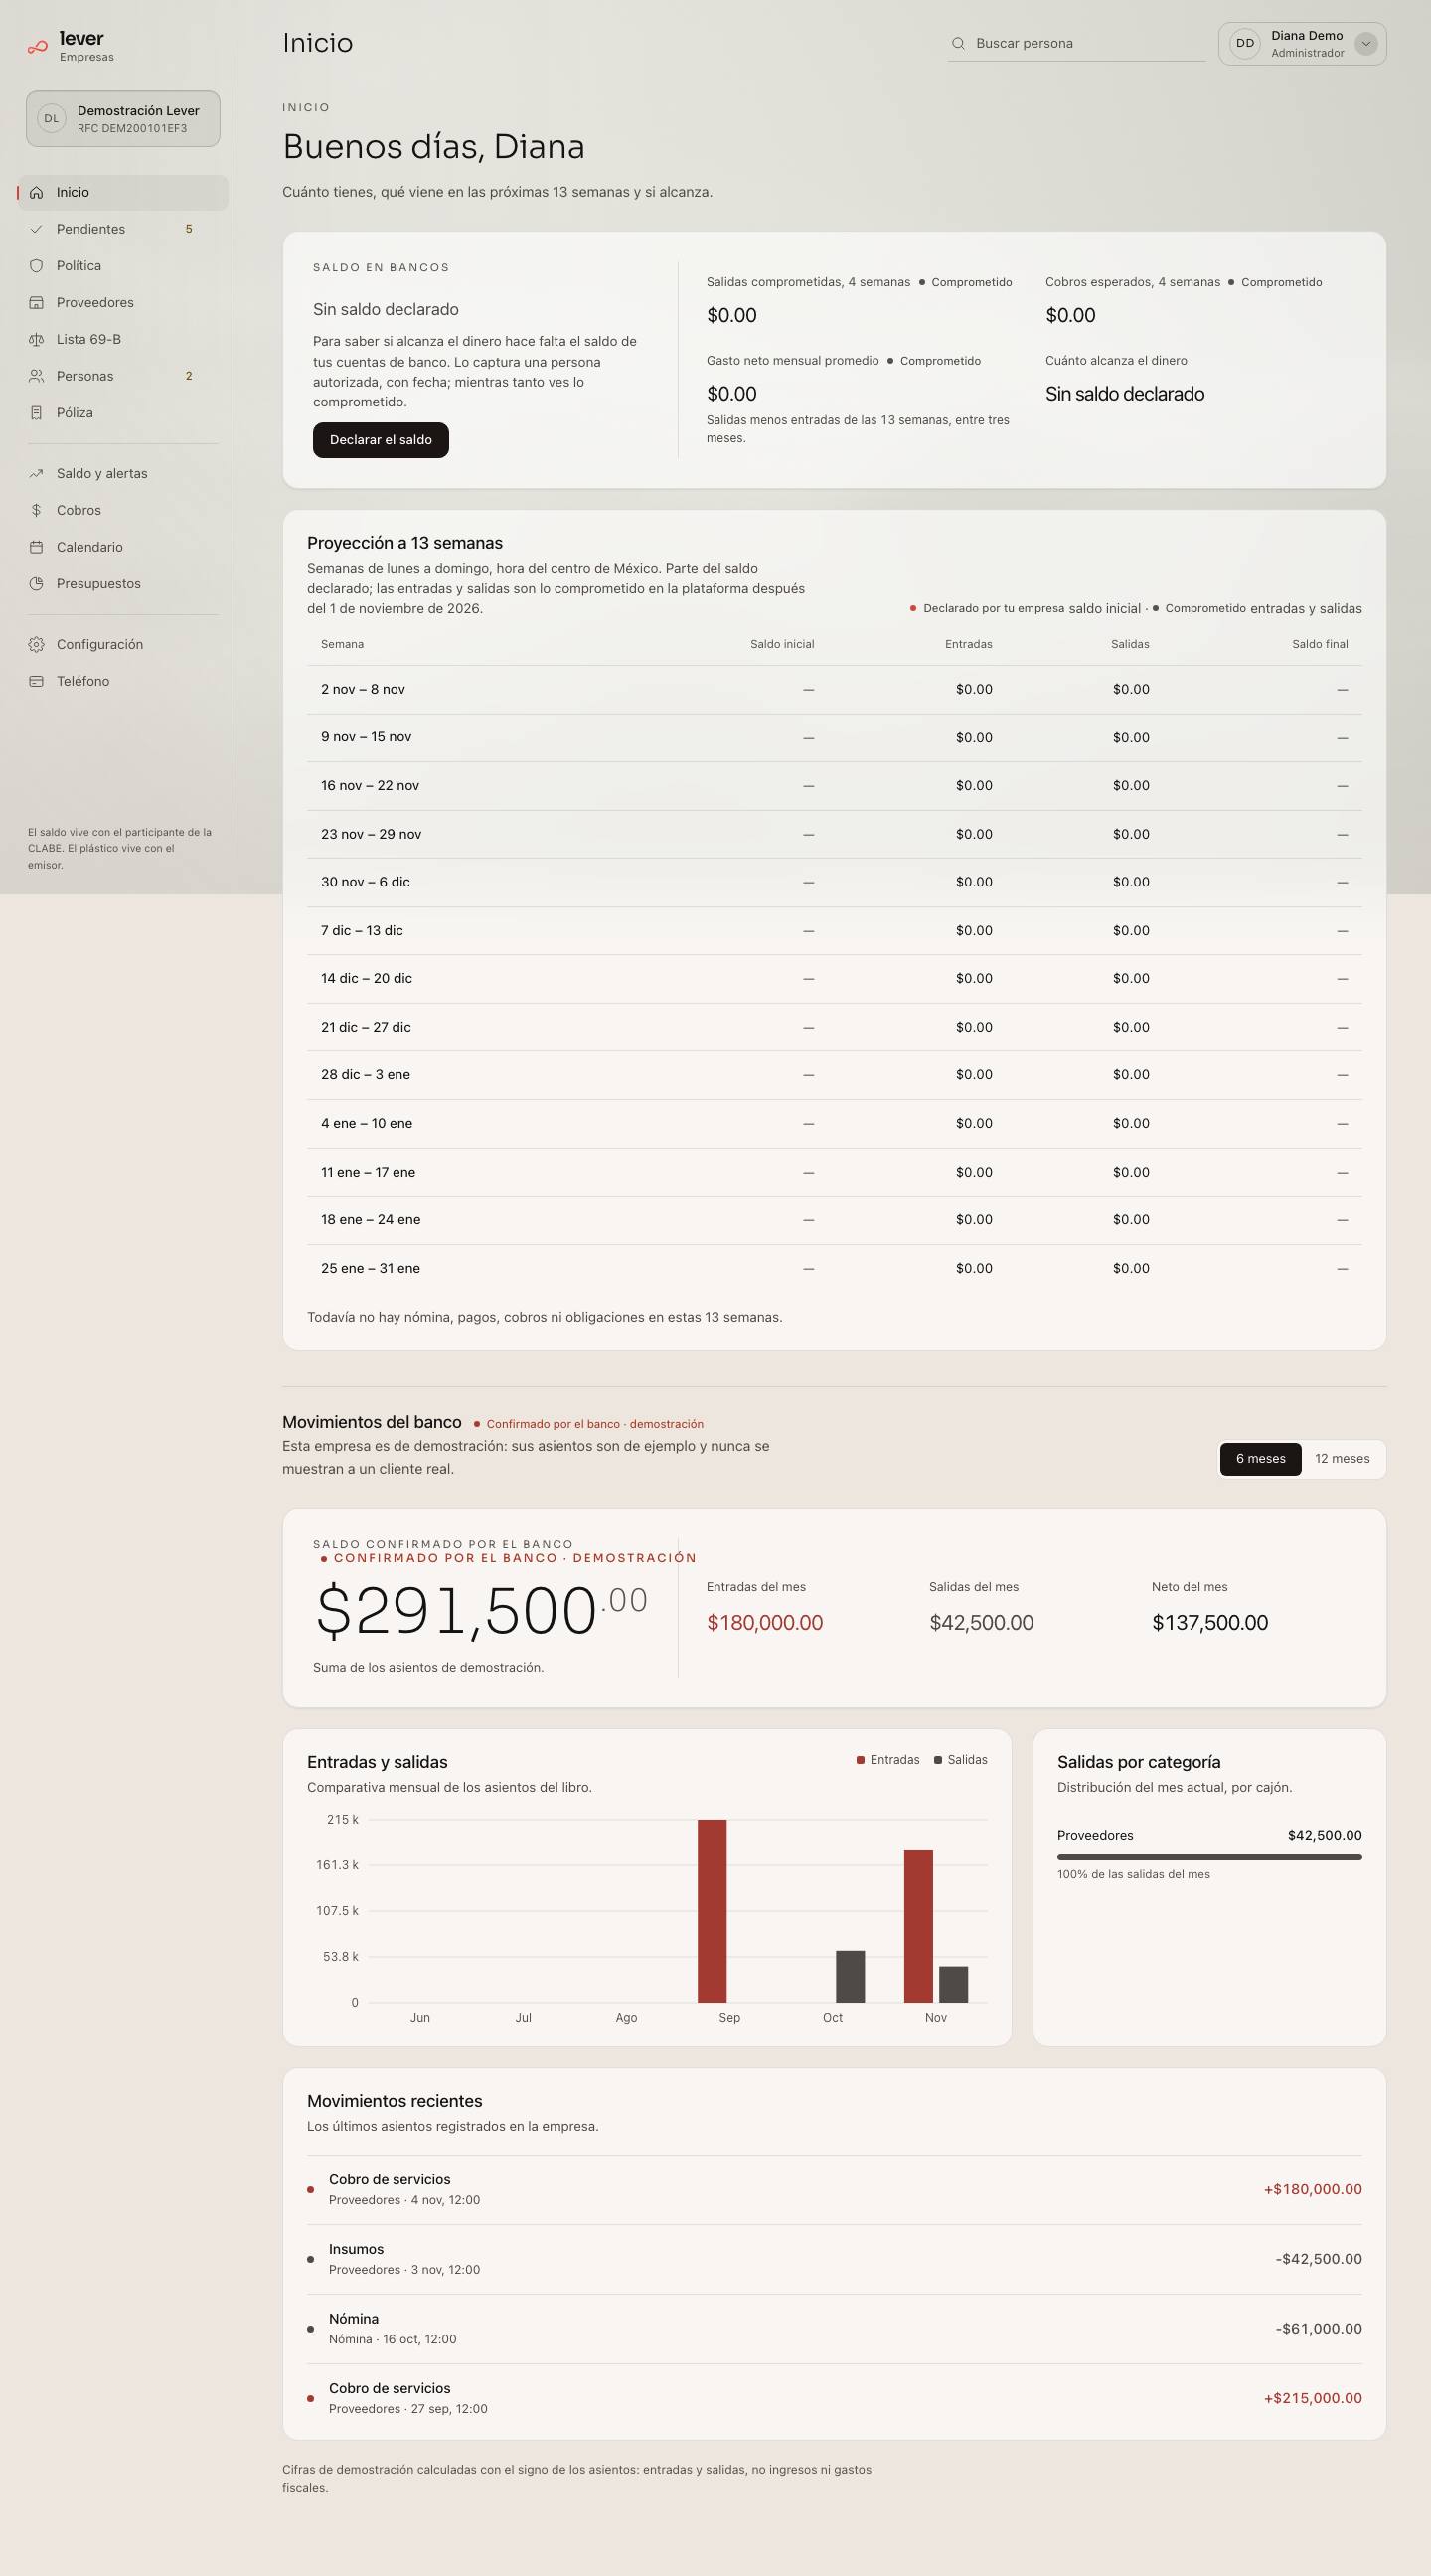 lever
Empresas
DL
Demostración Lever
RFC DEM200101EF3
Inicio
Pendientes 5
Política
Proveedores
Lista 69-B
Personas 2
Póliza
Saldo y alertas
Cobros
Calendario
Presupuestos
Configuración
Teléfono
El saldo vive con el participante de la
CLABE. El plástico vive con el
emisor.
Inicio
Buscar persona
DD
Diana Demo
Administrador
INICIO
Buenos días, Diana
Cuánto tienes, qué viene en las próximas 13 semanas y si alcanza.
SALDO EN BANCOS
Sin saldo declarado
Para saber si alcanza el dinero hace falta el saldo de
tus cuentas de banco. Lo captura una persona
autorizada, con fecha; mientras tanto ves lo
comprometido.
Declarar el saldo
Salidas comprometidas, 4 semanas Comprometido
$0.00
Cobros esperados, 4 semanas Comprometido
$0.00
Gasto neto mensual promedio Comprometido
$0.00
Salidas menos entradas de las 13 semanas, entre tres
meses.
Cuánto alcanza el dinero
Sin saldo declarado
Proyección a 13 semanas
Semanas de lunes a domingo, hora del centro de México. Parte del saldo
declarado; las entradas y salidas son lo comprometido en la plataforma después
del 1 de noviembre de 2026.
Declarado por tu empresa saldo inicial · Comprometido entradas y salidas
Semana Saldo inicial Entradas Salidas Saldo final
2 nov – 8 nov — $0.00 $0.00 —
9 nov – 15 nov — $0.00 $0.00 —
16 nov – 22 nov — $0.00 $0.00 —
23 nov – 29 nov — $0.00 $0.00 —
30 nov – 6 dic — $0.00 $0.00 —
7 dic – 13 dic — $0.00 $0.00 —
14 dic – 20 dic — $0.00 $0.00 —
21 dic – 27 dic — $0.00 $0.00 —
28 dic – 3 ene — $0.00 $0.00 —
4 ene – 10 ene — $0.00 $0.00 —
11 ene – 17 ene — $0.00 $0.00 —
18 ene – 24 ene — $0.00 $0.00 —
25 ene – 31 ene — $0.00 $0.00 —
Todavía no hay nómina, pagos, cobros ni obligaciones en estas 13 semanas.
Movimientos del banco Confirmado por el banco · demostración
Esta empresa es de demostración: sus asientos son de ejemplo y nunca se
muestran a un cliente real.
6 meses 12 meses
SALDO CONFIRMADO POR EL BANCO
CONFIRMADO POR EL BANCO · DEMOSTRACIÓN
$291,500.00
Suma de los asientos de demostración.
Entradas del mes
$180,000.00
Salidas del mes
$42,500.00
Neto del mes
$137,500.00
Entradas y salidas
Comparativa mensual de los asientos del libro.
Entradas Salidas
215 k
161.3 k
107.5 k
53.8 k
0
Jun Jul Ago Sep Oct Nov
Salidas por categoría
Distribución del mes actual, por cajón.
Proveedores $42,500.00
100% de las salidas del mes
Movimientos recientes
Los últimos asientos registrados en la empresa.
Cobro de servicios
Proveedores · 4 nov, 12:00
+$180,000.00
Insumos
Proveedores · 3 nov, 12:00
-$42,500.00
Nómina
Nómina · 16 oct, 12:00
-$61,000.00
Cobro de servicios
Proveedores · 27 sep, 12:00
+$215,000.00
Cifras de demostración calculadas con el signo de los asientos: entradas y salidas, no ingresos ni gastos
fiscales.